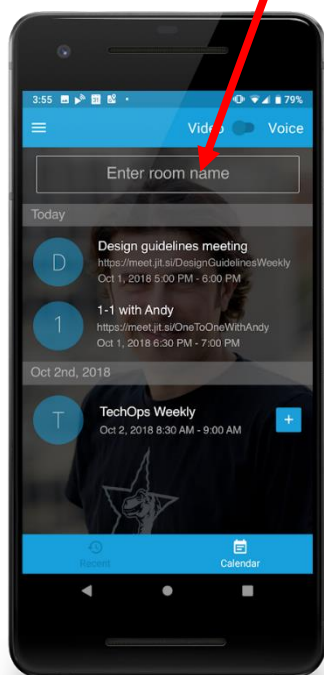 3:55 79%
Video Voice
Enter room name
Today
D
Design guidelines meeting
https://meet.jit.si/DesignGuidelinesWeekly
Oct 1, 2018 5:00 PM - 6:00 PM
1
1-1 with Andy
https://meet.jit.si/OneToOneWithAndy
Oct 1, 2018 6:30 PM - 7:00 PM
Oct 2nd, 2018
T
TechOps Weekly
Oct 2, 2018 8:30 AM - 9:00 AM
+
Recent Calendar